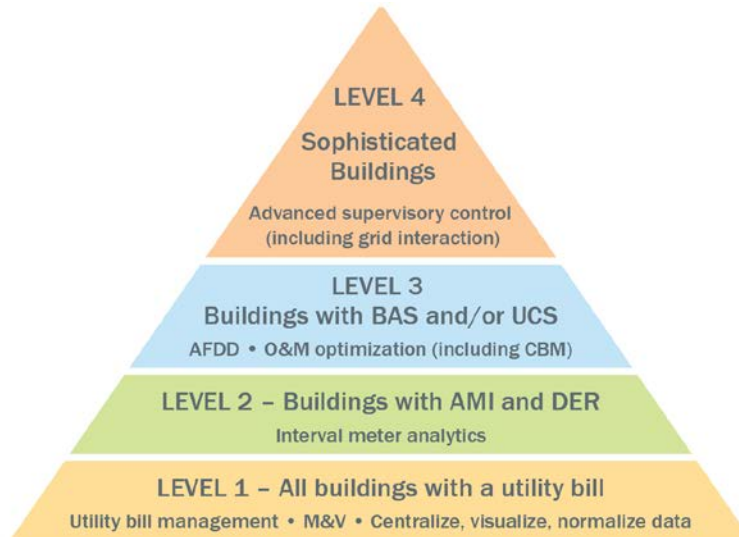 LEVEL 4
Sophisticated
Buildings
Advanced supervisory control
(including grid interaction)
LEVEL 3
Buildings with BAS and/or UCS
AFDD • O&M optimization (including CBM)
LEVEL 2 – Buildings with AMI and DER
Interval meter analytics
LEVEL 1 – All buildings with a utility bill
Utility bill management • M&V • Centralize, visualize, normalize data